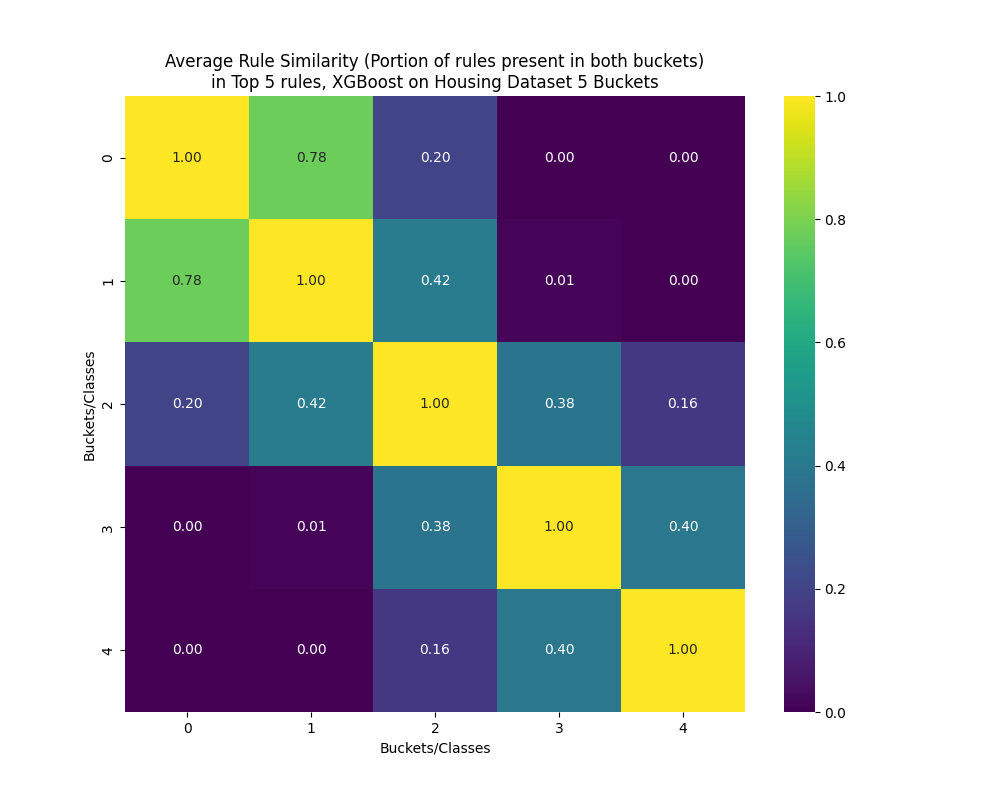 Average Rule Similarity (Portion of rules present in both buckets)
in Top 5 rules, XGBoost on Housing Dataset 5 Buckets
0 1.00 0.78 0.20 0.00 0.00
1 0.78 1.00 0.42 0.01 0.00
2 0.20 0.42 1.00 0.38 0.16
3 0.00 0.01 0.38 1.00 0.40
4 0.00 0.00 0.16 0.40 1.00
0 1 2 3 4
Buckets/Classes
Buckets/Classes
1.0
0.8
0.6
0.4
0.2
0.0